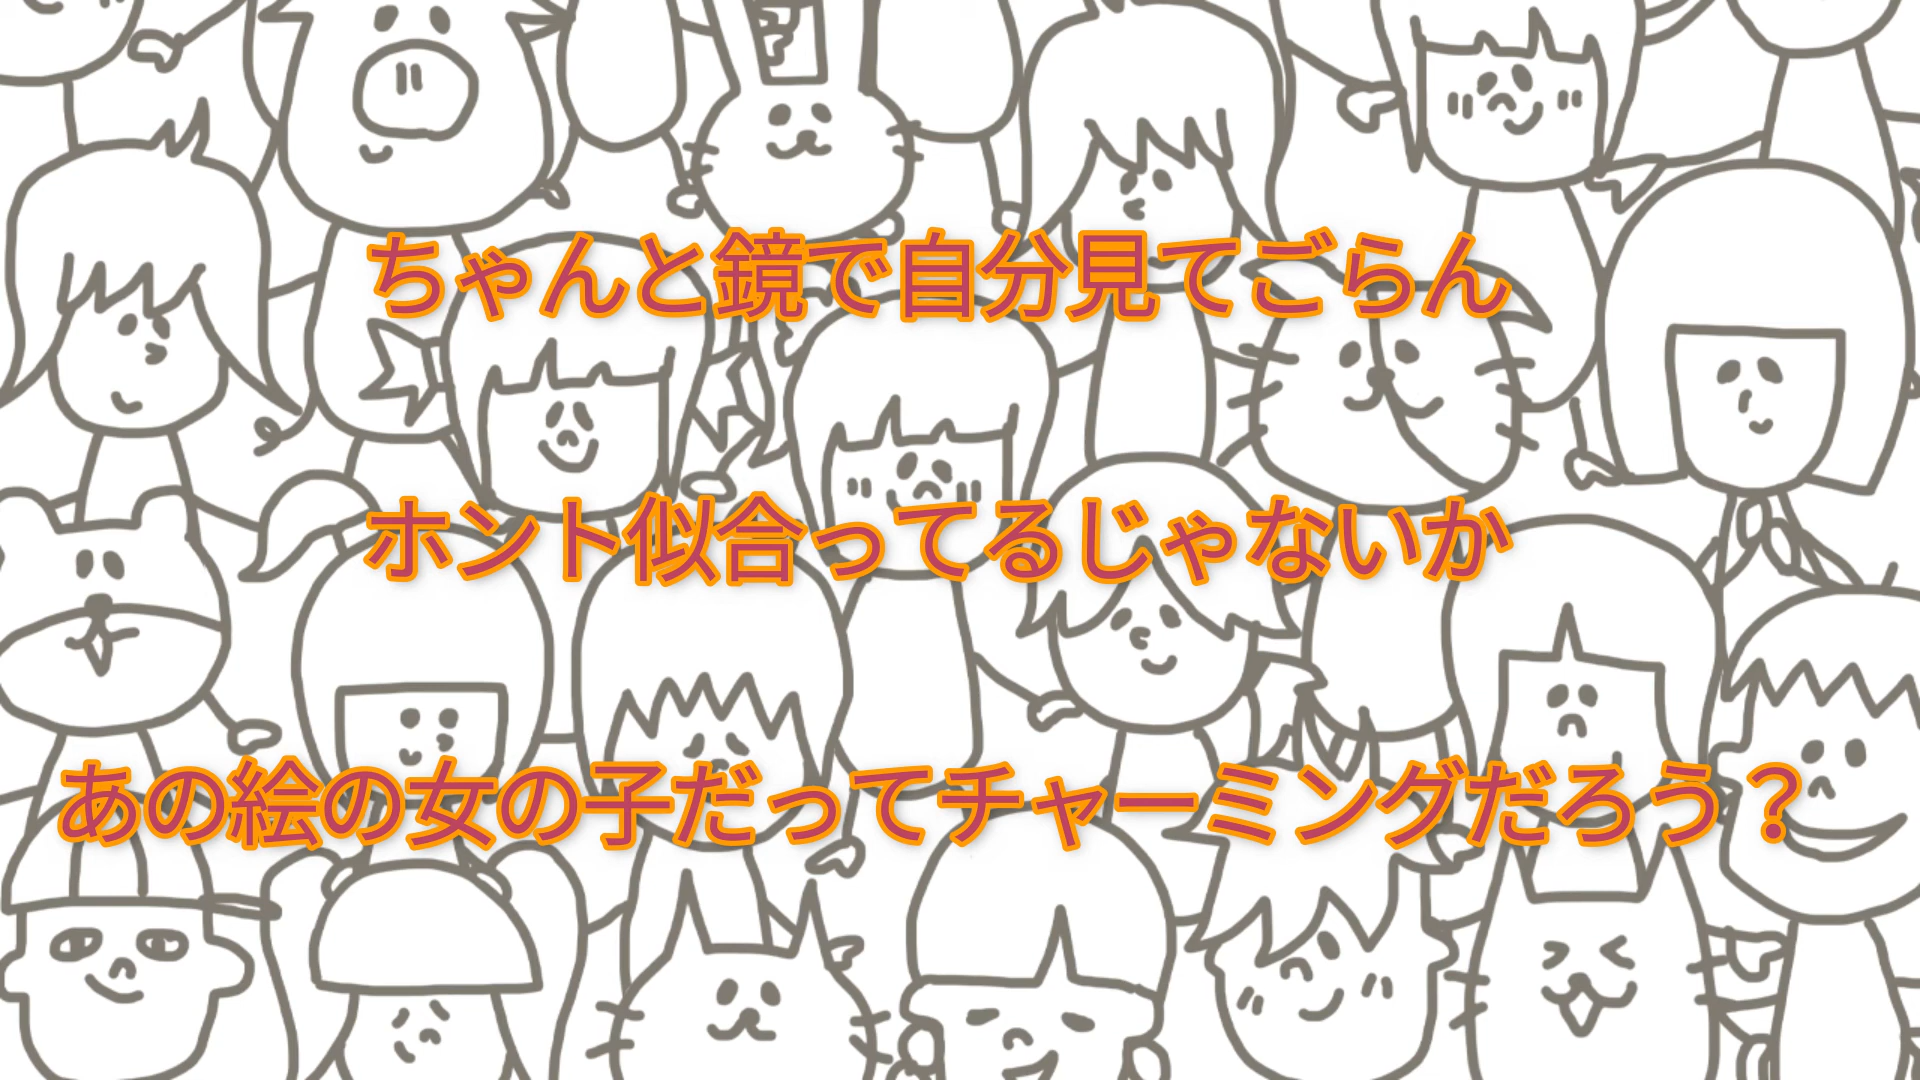 ちゃんと鏡で自分見てごらん
ホント似合ってるじゃないか
あの絵の女の子だってチャーミングだろう？